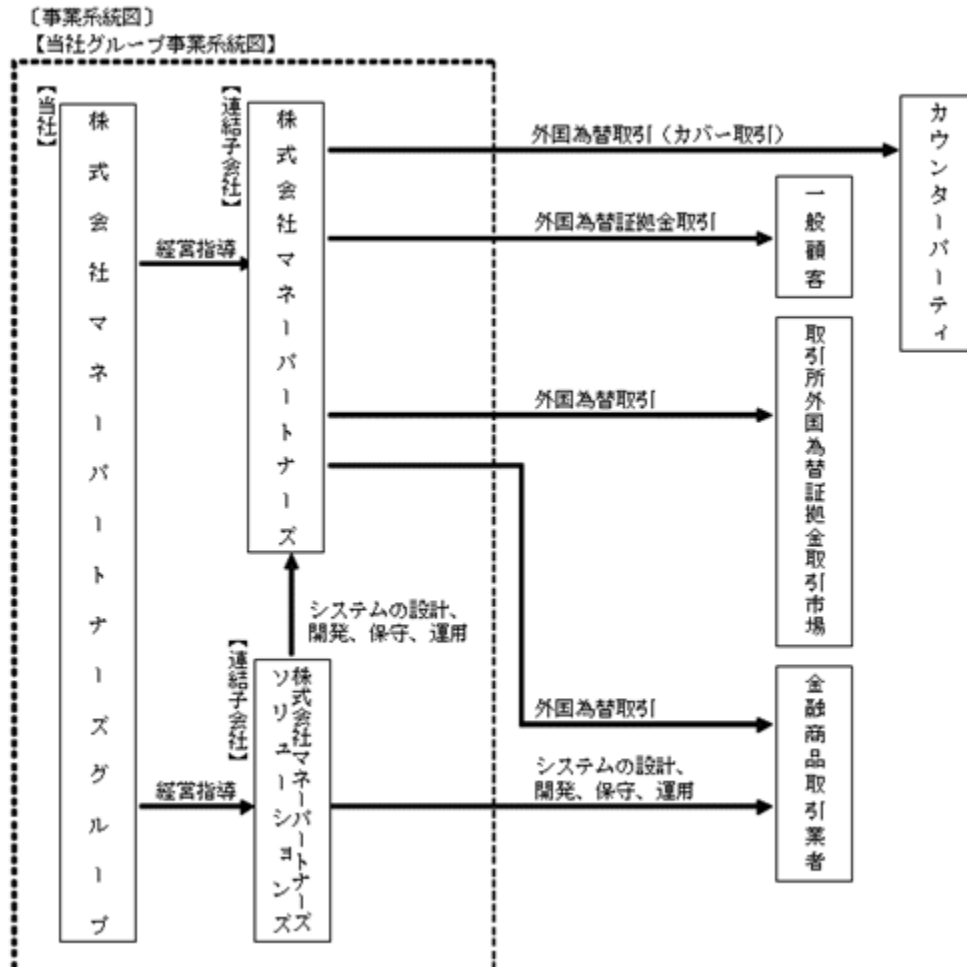 〔事業系統図〕
【当社グループ事業系統図】
【当社】
株式会社マネーパートナーズグループ
【連結子会社】
株式会社マネーパートナーズ
経営指導
外国為替取引（カバー取引）
カウンターパーティ
外国為替証拠金取引
一般顧客
外国為替取引
取引所外国為替証拠金取引市場
システムの設計、
開発、保守、運用
【連結子会社】
株式会社マネーパートナーズ
ソリューションズ
経営指導
外国為替取引
システムの設計、
開発、保守、運用
金融商品取引業者